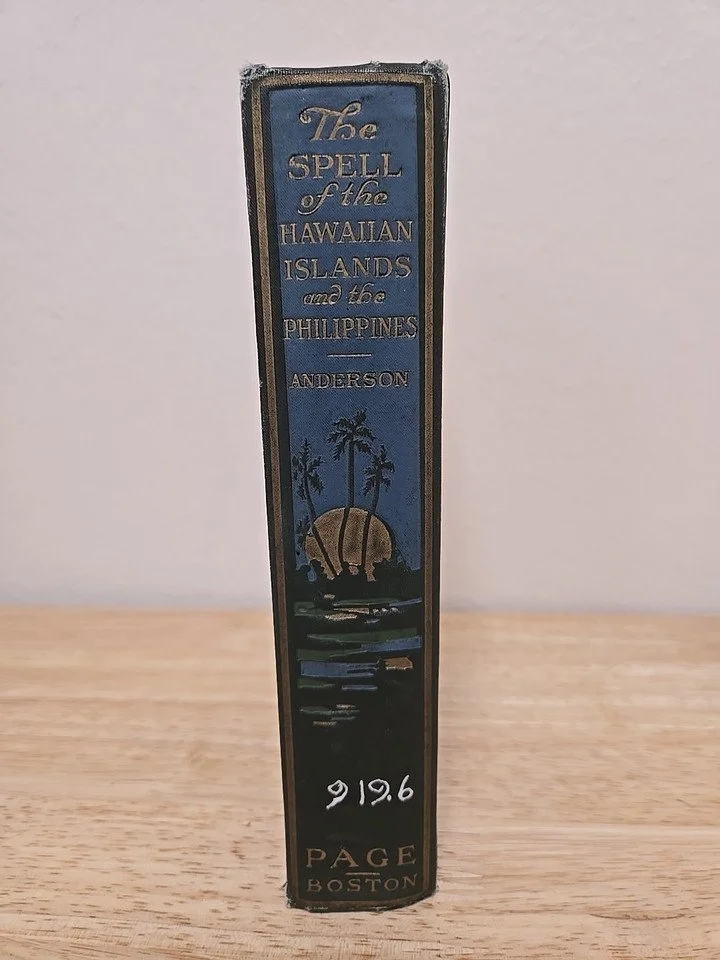 The
SPELL
of the
HAWAIIAN
ISLANDS
and the
PHILIPPINES
ANDERSON
919.6
PAGE
BOSTON